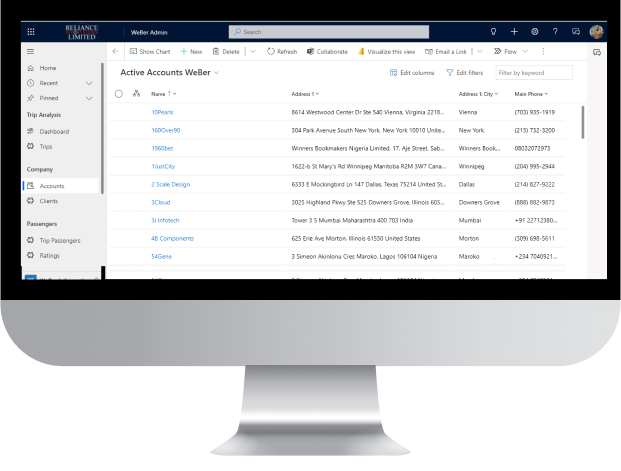 RELIANCE
LIMITED
WeBer Admin
Search
Show Chart + New Delete Refresh Collaborate Visualize this view Email a Link Flow
Home
Recent
Pinned
Trip Analysis
Dashboard
Trips
Company
Accounts
Clients
Passengers
Trip Passengers
Ratings
Active Accounts WeBer
Edit columns Edit filters Filter by keyword
Name ↑ Address 1 Address 1: City Main Phone
10Pearls 8614 Westwood Center Dr Ste 540 Vienna, Virginia 2218... Vienna (703) 935-1919
160Over90 304 Park Avenue South New York, New York 10010 Unite... New York (215) 732-3200
1960bet Winners Bookmakers Nigeria Limited, 17, Aje Street, Sab... Winners Book... 08032072973
1JustCity 1622-b St Mary's Rd Winnipeg Manitoba R2M 3W7 Cana... Winnipeg (204) 995-2944
2 Scale Design 6333 E Mockingbird Ln 147 Dallas, Texas 75214 United St... Dallas (214) 827-9222
3Cloud 3025 Highland Pkwy Ste 525 Downers Grove, Illinois 605... Downers Grove (888) 882-9873
3i Infotech Tower 3 5 Mumbai Maharashtra 400 703 India Mumbai +91 22712380...
4B Components 625 Erie Ave Morton, Illinois 61550 United States Morton (309) 698-5611
54Gene 3 Simeon Akinlonu Cres Maroko, Lagos 106104 Nigeria Maroko +234 7040921...